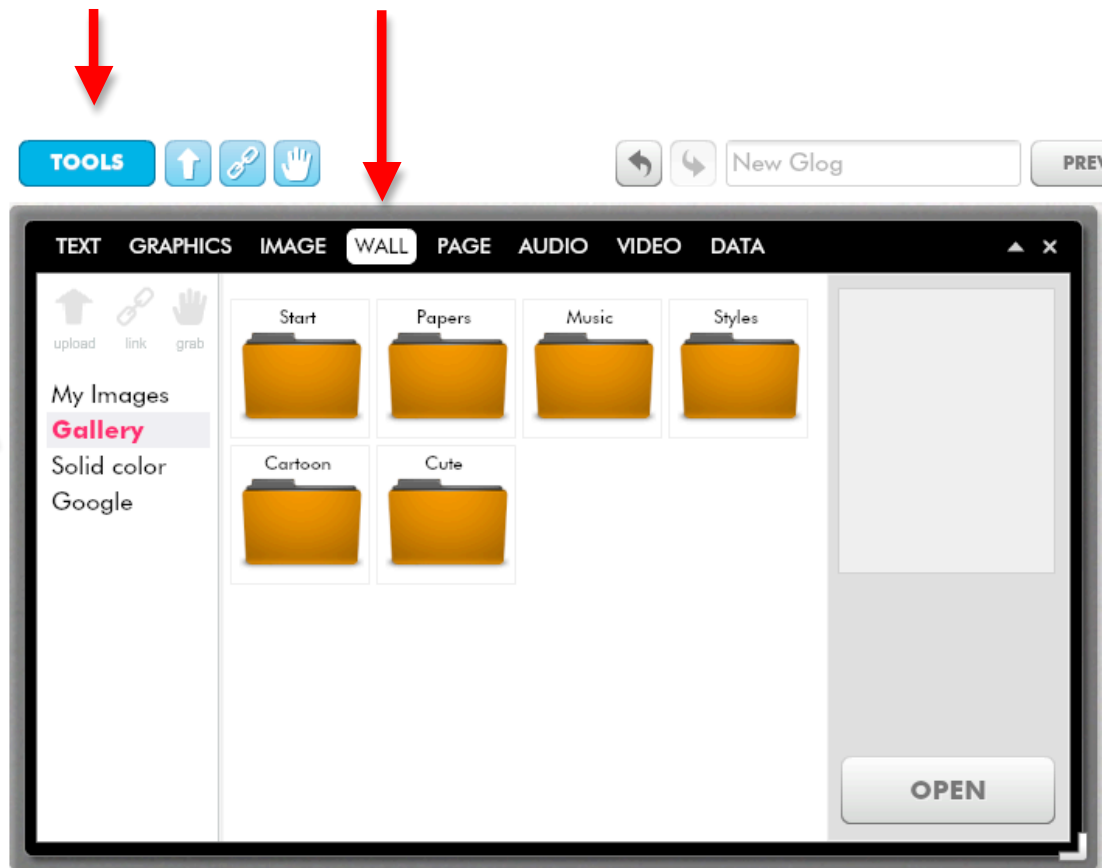 TOOLS New Glog PREV
TEXT GRAPHICS IMAGE WALL PAGE AUDIO VIDEO DATA
upload link grab
Start Papers Music Styles
My Images
Gallery
Solid color
Google
Cartoon Cute
OPEN